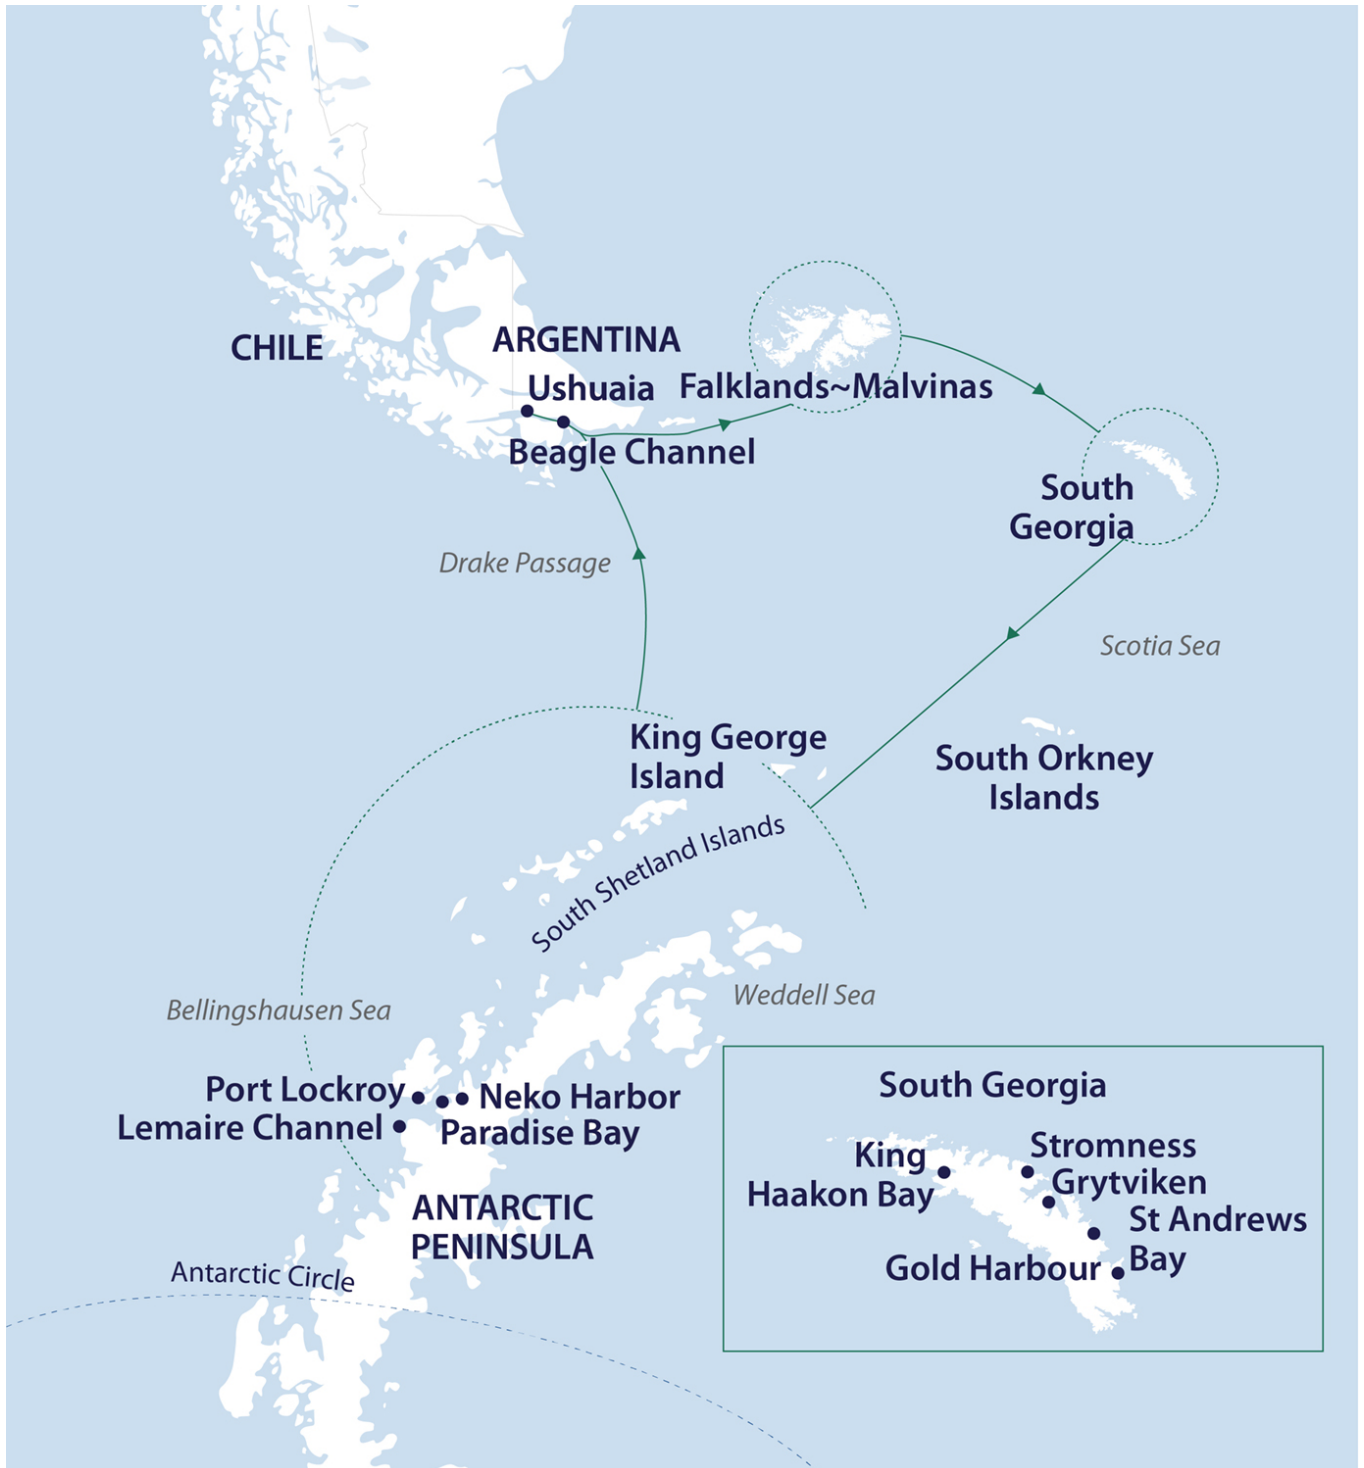 CHILE
ARGENTINA
Ushuaia
Falklands~Malvinas
Beagle Channel
South
Georgia
Drake Passage
Scotia Sea
King George
Island
South Orkney
Islands
South Shetland Islands
Weddell Sea
Bellingshausen Sea
Port Lockroy
Neko Harbor
Lemaire Channel
Paradise Bay
ANTARCTIC
PENINSULA
Antarctic Circle
South Georgia
King
Haakon Bay
Stromness
Grytviken
St Andrews
Bay
Gold Harbour